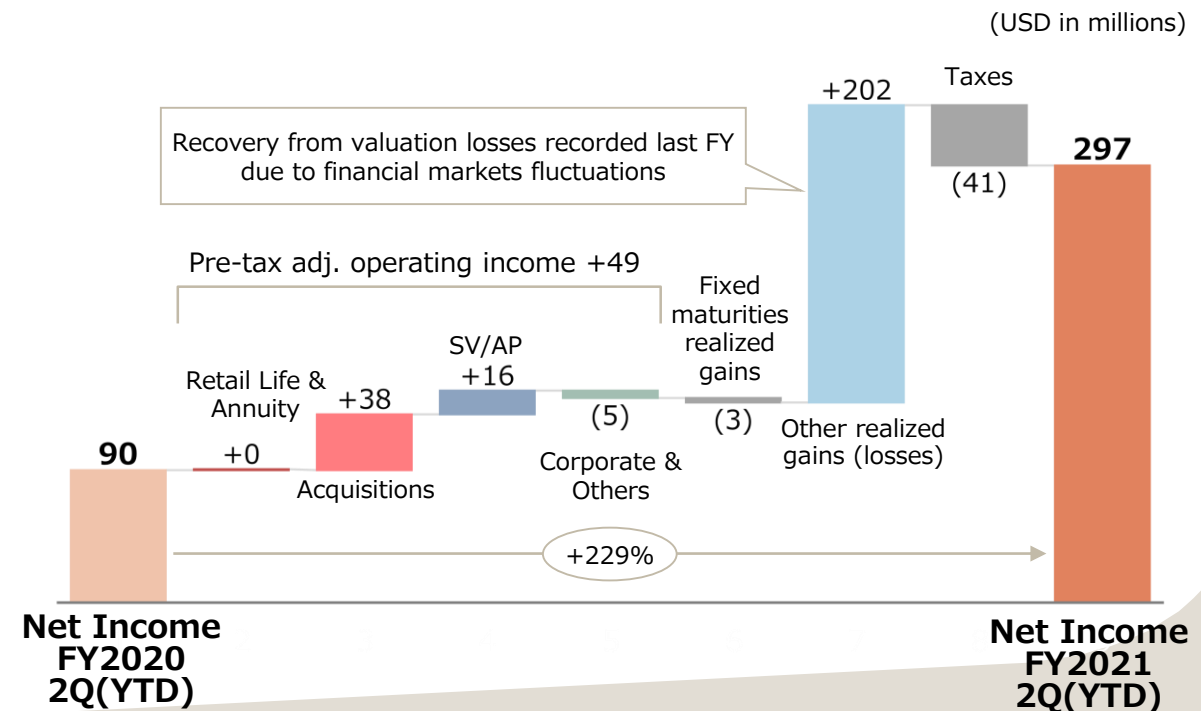 (USD in millions)
Taxes
+202
Recovery from valuation losses recorded last FY
due to financial markets fluctuations
297
(41)
Pre-tax adj. operating income +49
Fixed
maturities
realized
gains
SV/AP
+16
Retail Life &
Annuity
+38
(5)
(3)
Other realized
gains (losses)
90
+0
Acquisitions
Corporate &
Others
+229%
Net Income
FY2020
2Q(YTD)
Net Income
FY2021
2Q(YTD)